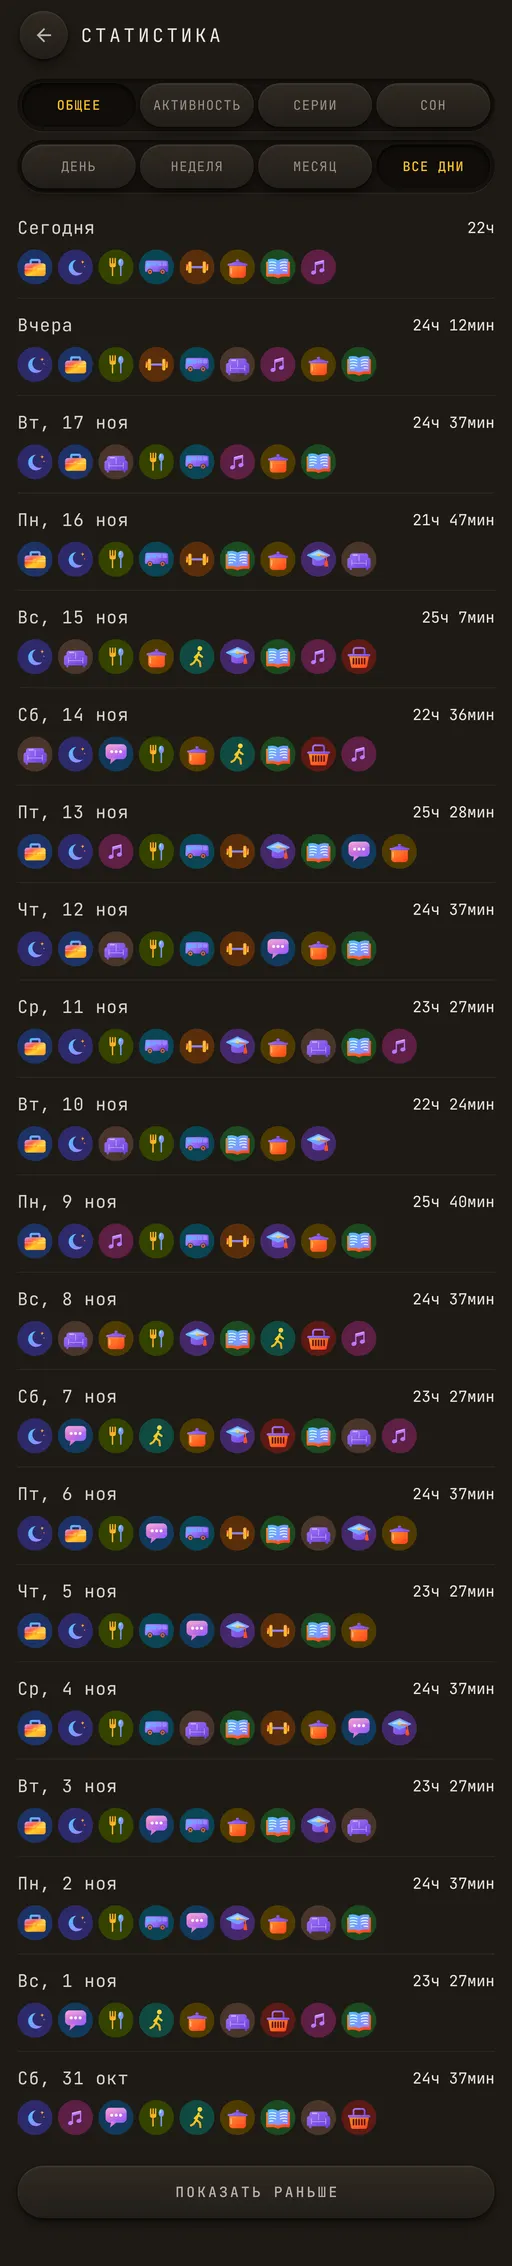 СТАТИСТИКА
ОБЩЕЕ АКТИВНОСТЬ СЕРИИ СОН
ДЕНЬ НЕДЕЛЯ МЕСЯЦ ВСЕ ДНИ
Сегодня 22ч
Вчера 24ч 12мин
Вт, 17 ноя 24ч 37мин
Пн, 16 ноя 21ч 47мин
Вс, 15 ноя 25ч 7мин
Сб, 14 ноя 22ч 36мин
Пт, 13 ноя 25ч 28мин
Чт, 12 ноя 24ч 37мин
Ср, 11 ноя 23ч 27мин
Вт, 10 ноя 22ч 24мин
Пн, 9 ноя 25ч 40мин
Вс, 8 ноя 24ч 37мин
Сб, 7 ноя 23ч 27мин
Пт, 6 ноя 24ч 37мин
Чт, 5 ноя 23ч 27мин
Ср, 4 ноя 24ч 37мин
Вт, 3 ноя 23ч 27мин
Пн, 2 ноя 24ч 37мин
Вс, 1 ноя 23ч 27мин
Сб, 31 окт 24ч 37мин
ПОКАЗАТЬ РАНЬШЕ